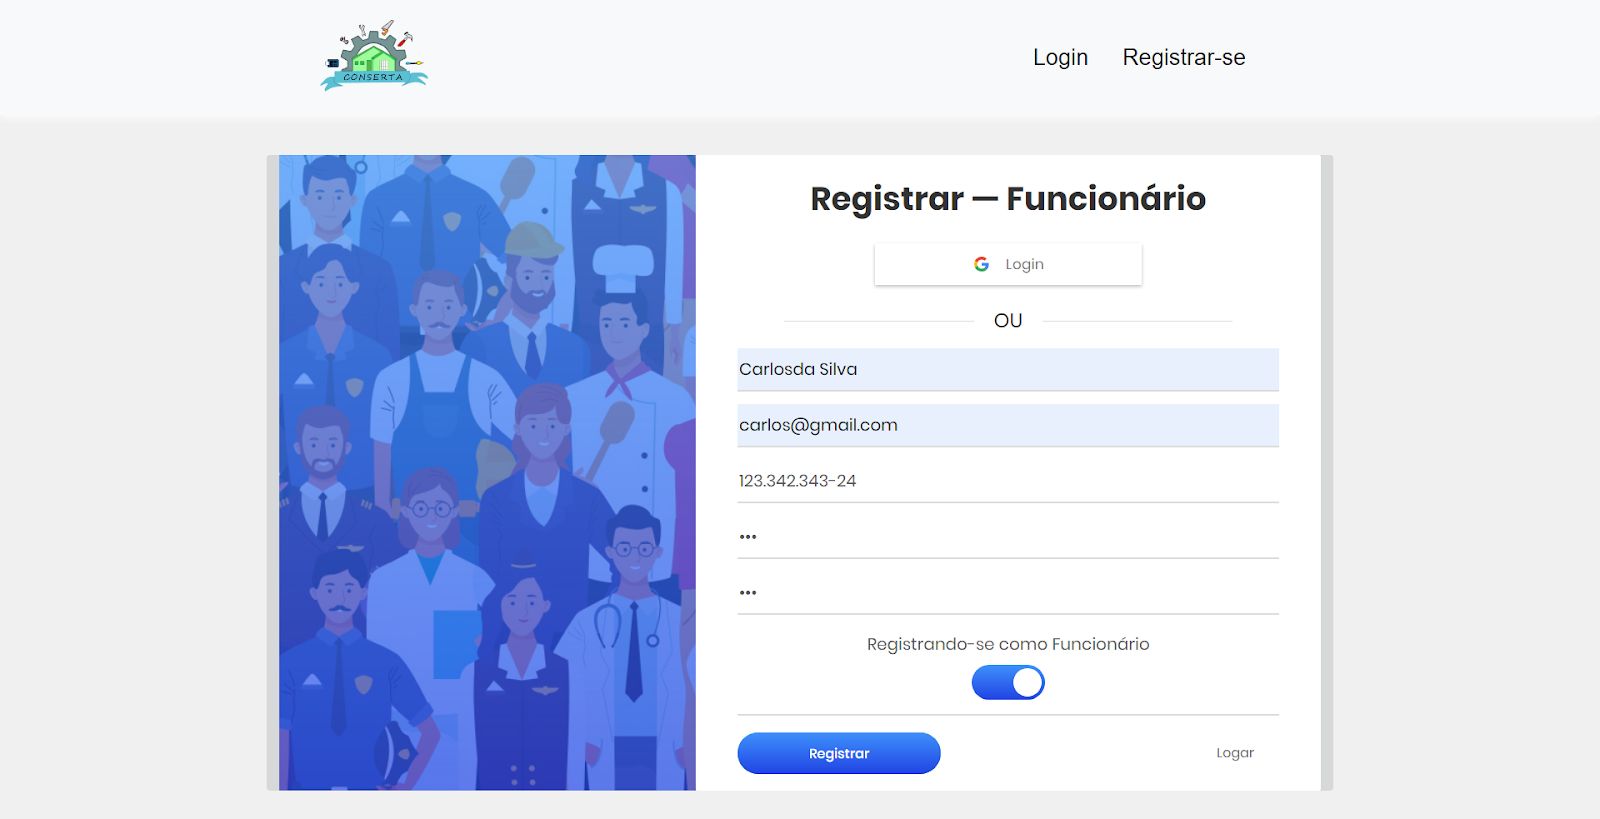 CONSERTA
Login Registrar-se
Registrar — Funcionário
Login
OU
Carlosda Silva
carlos@gmail.com
123.342.343-24
•••
•••
Registrando-se como Funcionário
Registrar Logar